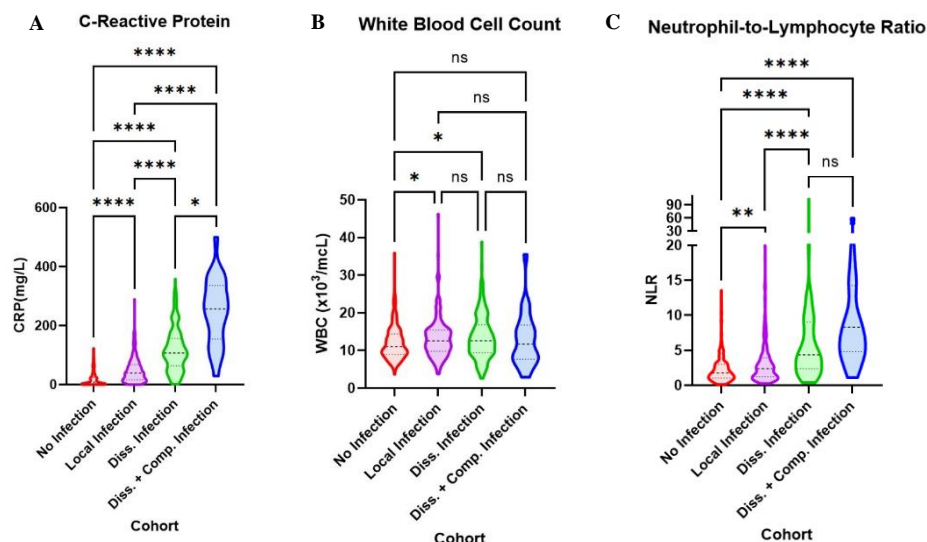 A
C-Reactive Protein
****
****
****
****
****
*
600
400
200
0
CRP(mg/L)
No Infection
Local Infection
Diss. Infection
Diss. + Comp. Infection
Cohort
B
White Blood Cell Count
ns
ns
*
*
ns
ns
50
40
30
20
10
0
WBC (x10³/mcL)
No Infection
Local Infection
Diss. Infection
Diss. + Comp. Infection
Cohort
C
Neutrophil-to-Lymphocyte Ratio
****
****
****
ns
**
90
60
30
20
15
10
5
0
NLR
No Infection
Local Infection
Diss. Infection
Diss. + Comp. Infection
Cohort